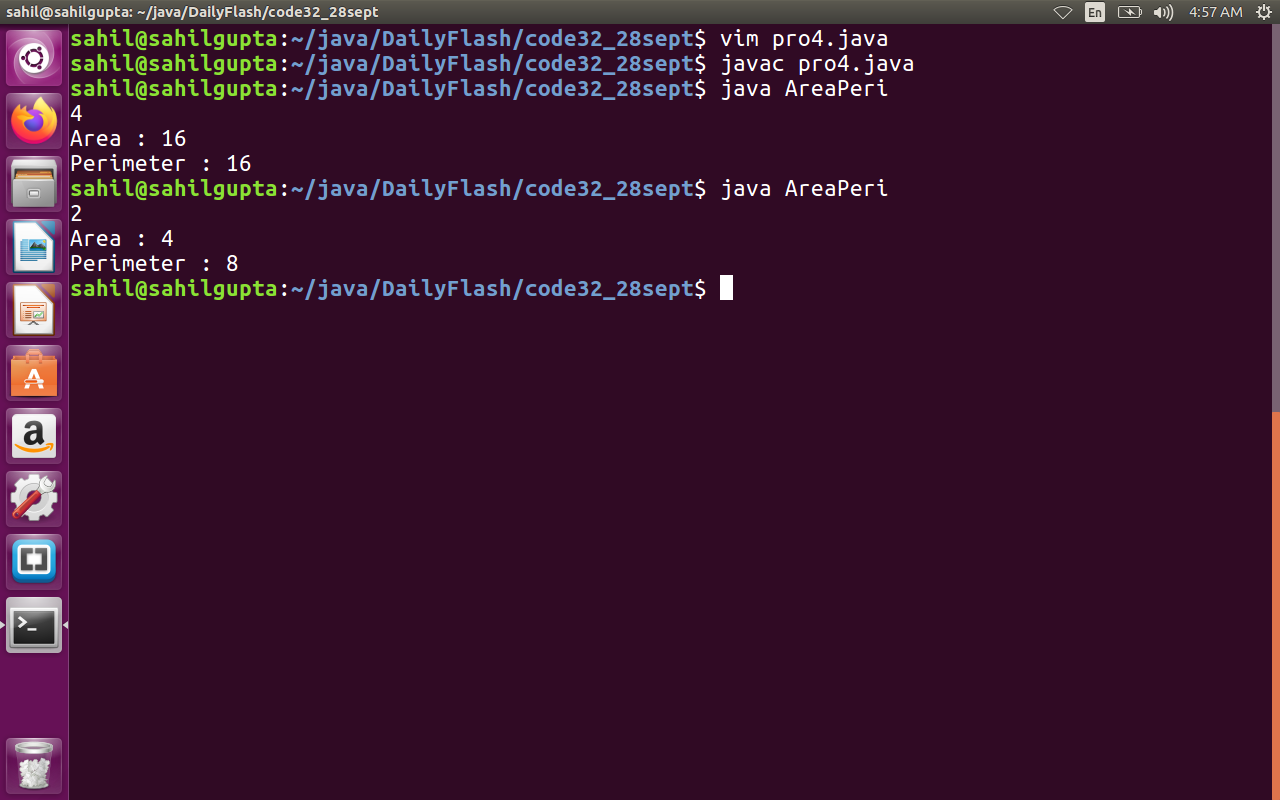 sahil@sahilgupta: ~/java/DailyFlash/code32_28sept En 4:57 AM
sahil@sahilgupta:~/java/DailyFlash/code32_28sept$ vim pro4.java
sahil@sahilgupta:~/java/DailyFlash/code32_28sept$ javac pro4.java
sahil@sahilgupta:~/java/DailyFlash/code32_28sept$ java AreaPeri
4
Area : 16
Perimeter : 16
sahil@sahilgupta:~/java/DailyFlash/code32_28sept$ java AreaPeri
2
Area : 4
Perimeter : 8
sahil@sahilgupta:~/java/DailyFlash/code32_28sept$